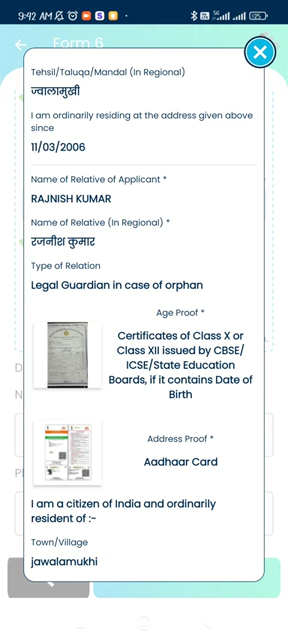 9:42 AM
25
Form 6
Tehsil/Taluqa/Mandal (In Regional)
ज्वालामुखी
I am ordinarily residing at the address given above
since
11/03/2006
Name of Relative of Applicant *
RAJNISH KUMAR
Name of Relative (In Regional) *
रजनीश कुमार
Type of Relation
Legal Guardian in case of orphan
Age Proof *
Certificates of Class X or
Class XII issued by CBSE/
ICSE/State Education
Boards, if it contains Date of
Birth
Address Proof *
Aadhaar Card
I am a citizen of India and ordinarily
resident of :-
Town/Village
jawalamukhi